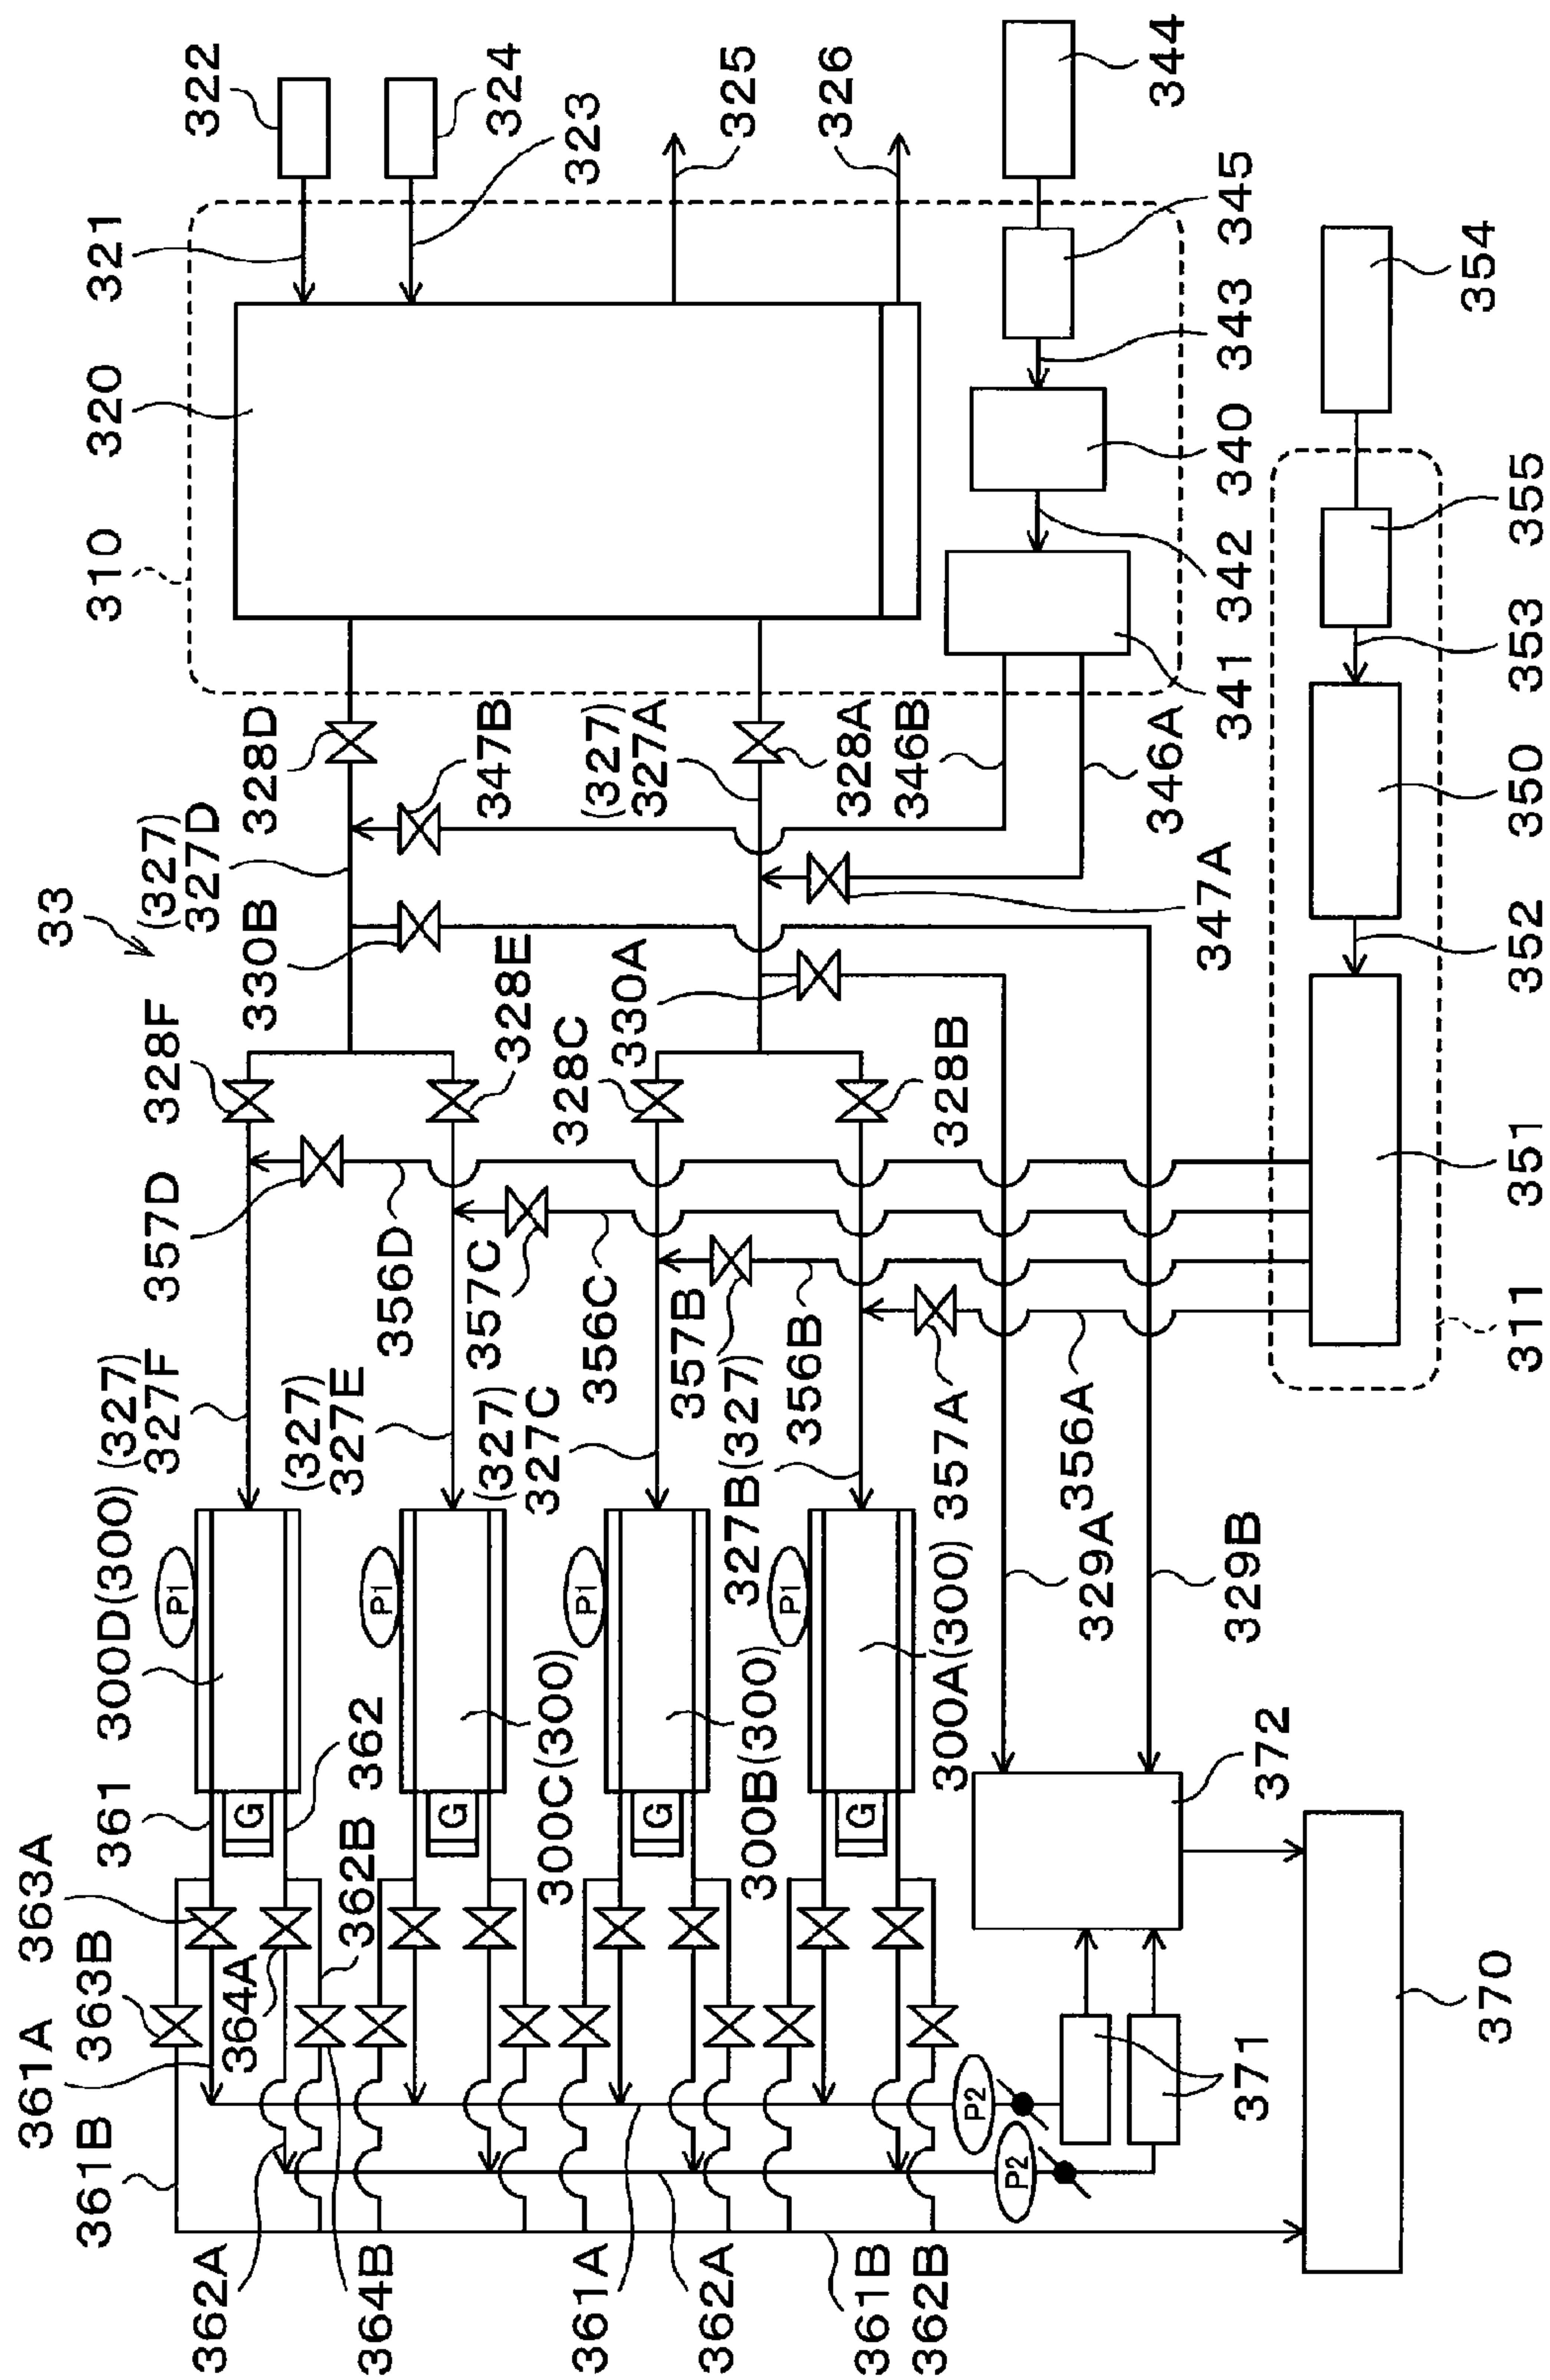 361A 363A
33
361B 363B
361 300D(300) (327) 310 320 321
327F 357D 328F (327)
P1
362A 327D 322
364A G
330B 328D
(327)
327E
362B 362
364B P1
356D
G
(327) 357C 347B 324
328E
327C
300C(300) 328C 323
361A P1
356C (327)
330A 327A
G
357B
362A 327B(327) 325
300B(300)
P1
356B 326
328A
361B G
346B
362B
300A(300) 357A 328B
P2
P2
356A
329A
346A 344
347A
329B 341 342 340 343 345
371
372
354
370
311 351 352 350 353 355